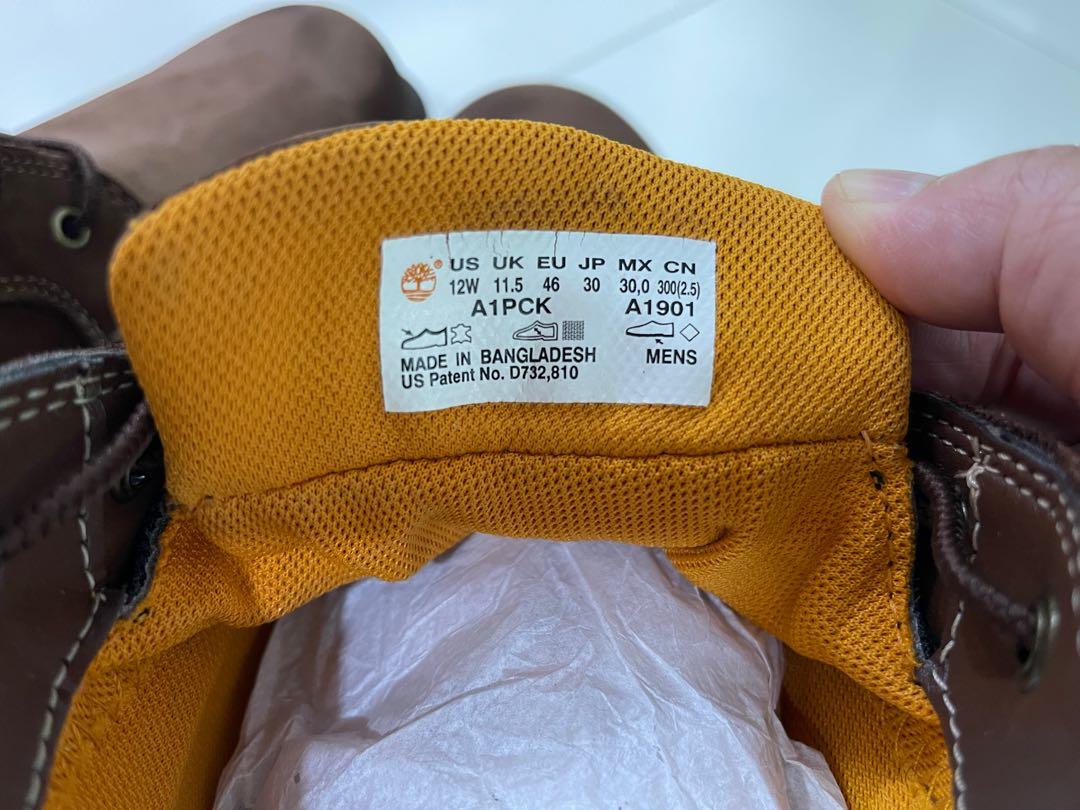 ® US UK EU JP MX CN
12W 11.5 46 30 30,0 300(2.5)
A1PCK A1901
MADE IN BANGLADESH MENS
US Patent No. D732,810